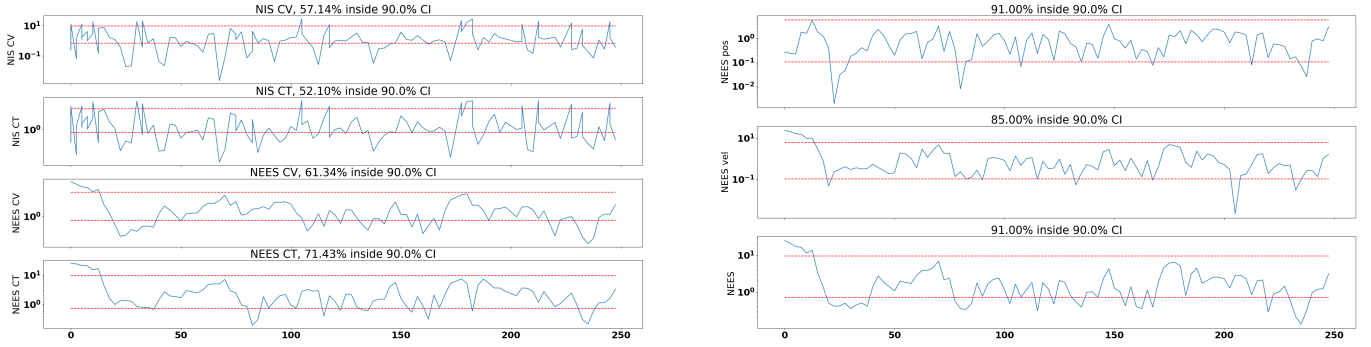 NIS CV, 57.14% inside 90.0% CI
NIS CV
10¹
10⁻¹
NIS CT, 52.10% inside 90.0% CI
NIS CT
10⁰
NEES CV, 61.34% inside 90.0% CI
NEES CV
10⁰
NEES CT, 71.43% inside 90.0% CI
NEES CT
10¹
10⁰
0 50 100 150 200 250
91.00% inside 90.0% CI
NEES pos
10⁰
10⁻¹
10⁻²
85.00% inside 90.0% CI
NEES vel
10¹
10⁻¹
91.00% inside 90.0% CI
NEES
10¹
10⁰
0 50 100 150 200 250